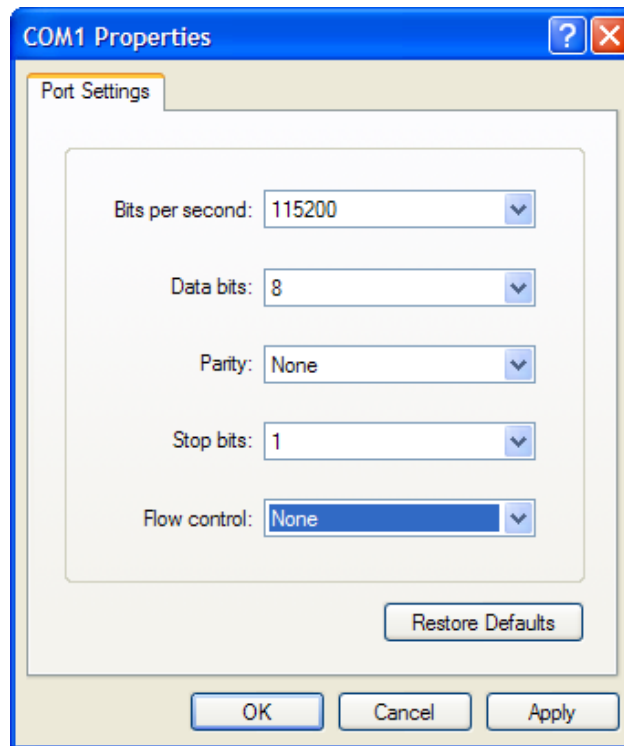 COM1 Properties
Port Settings
Bits per second: 115200
Data bits: 8
Parity: None
Stop bits: 1
Flow control: None
Restore Defaults
OK Cancel Apply